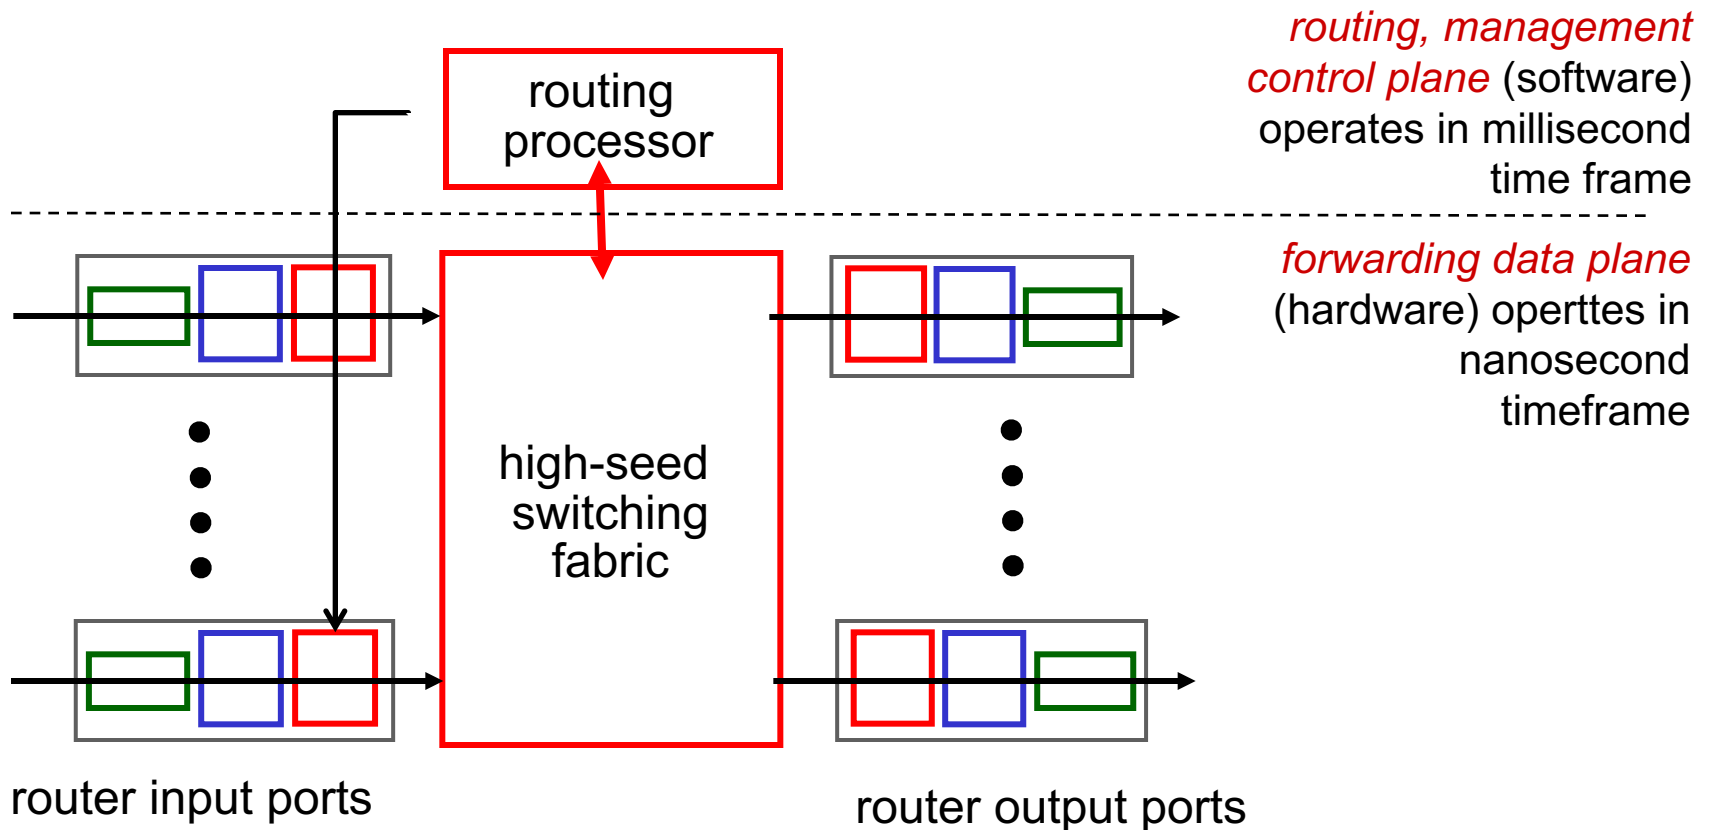 routing, management
control plane (software)
operates in millisecond
time frame
routing
processor
forwarding data plane
(hardware) operttes in
nanosecond
timeframe
high-seed
switching
fabric
router input ports
router output ports